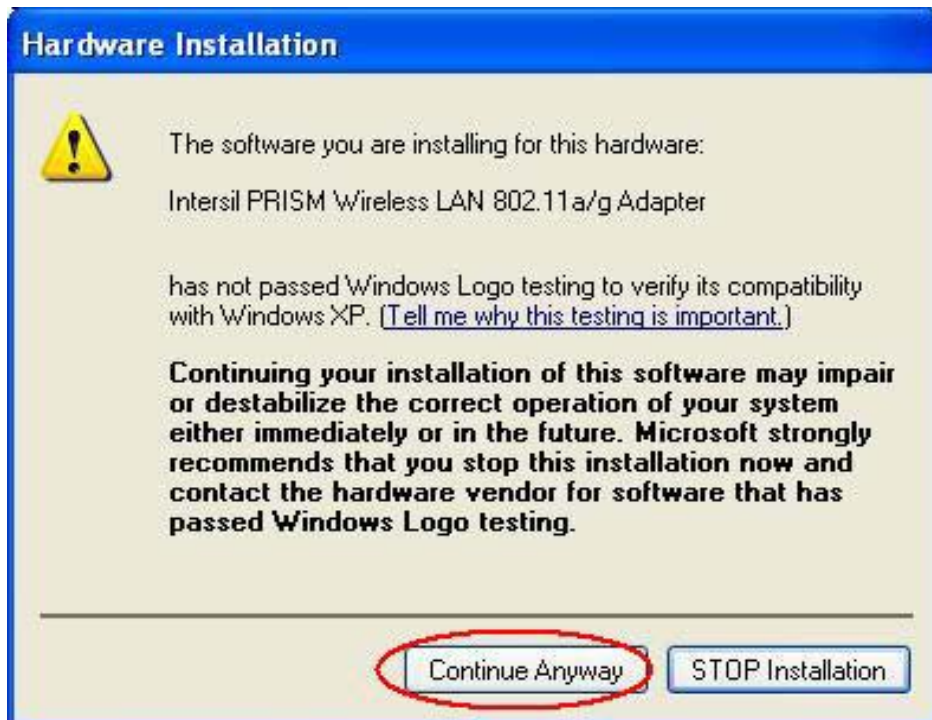 Hardware Installation
The software you are installing for this hardware:
Intersil PRISM Wireless LAN 802.11a/g Adapter
has not passed Windows Logo testing to verify its compatibility
with Windows XP. (Tell me why this testing is important.)
Continuing your installation of this software may impair
or destabilize the correct operation of your system
either immediately or in the future. Microsoft strongly
recommends that you stop this installation now and
contact the hardware vendor for software that has
passed Windows Logo testing.
Continue Anyway
STOP Installation